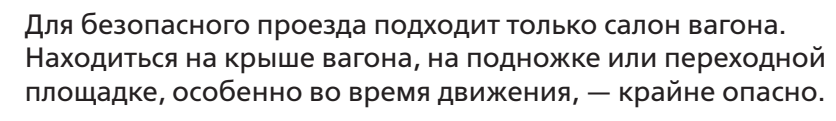 Для безопасного проезда подходит только салон вагона.
Находиться на крыше вагона, на подножке или переходной
площадке, особенно во время движения, — крайне опасно.